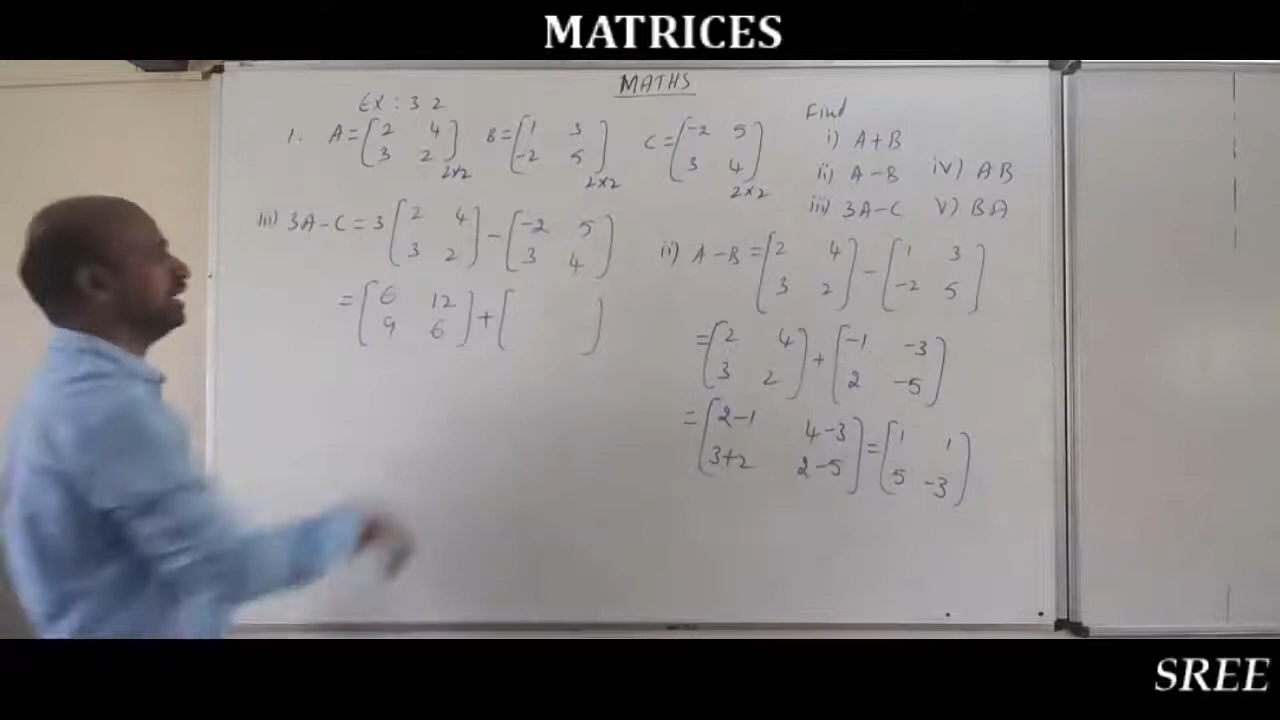 MATRICES
MATHS
EX : 3 2
1. A = [2 4
3 2] 2x2
B = [1 3
-2 5] 2x2
C = [-2 5
3 4] 2x2
Find
i) A+B
ii) A-B iv) AB
iii) 3A-C v) BA
iii) 3A-C = 3 [2 4
3 2] - [-2 5
3 4]
= [6 12
9 6] + [ ]
ii) A-B = [2 4
3 2] - [1 3
-2 5]
= [2 4
3 2] + [-1 -3
2 -5]
= [2-1 4-3
3+2 2-5] = [1 1
5 -3]
SREE